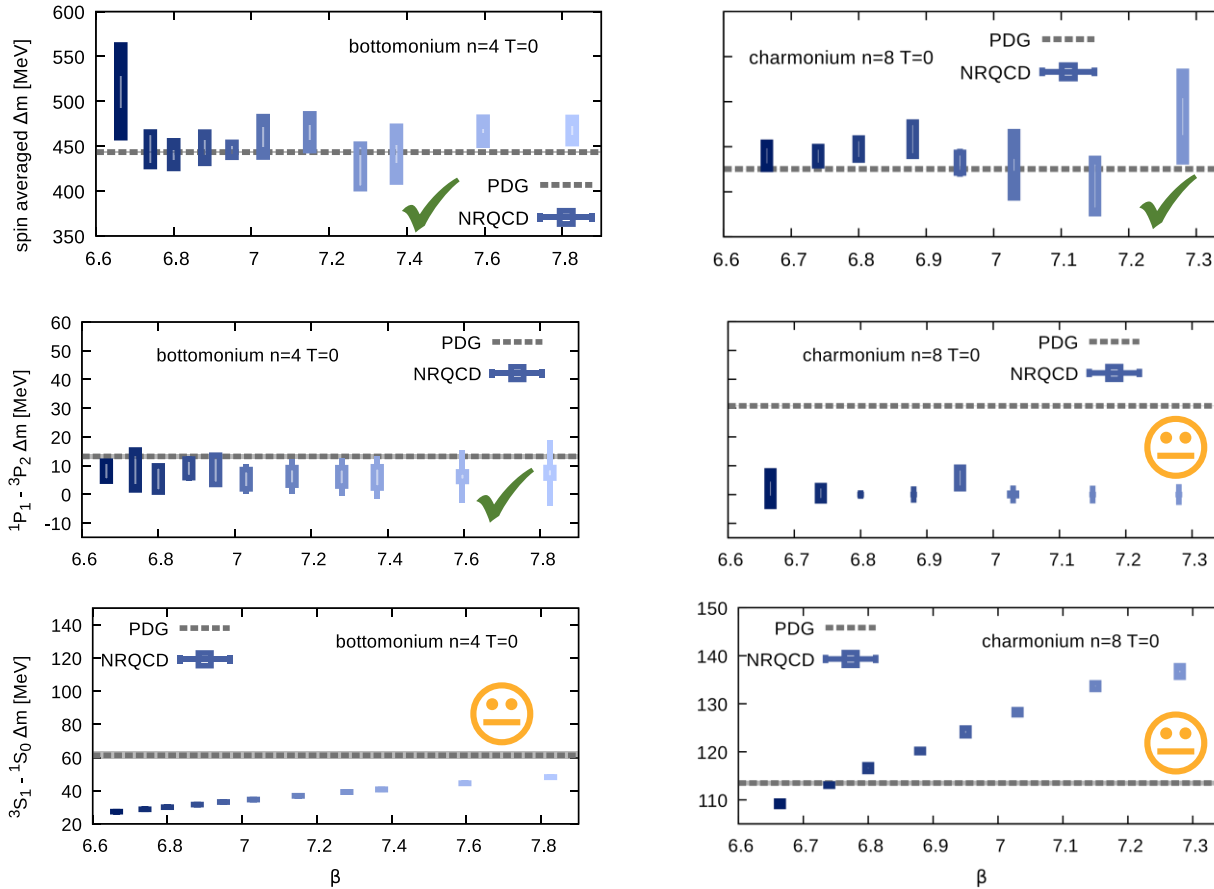 600
550
500
450
400
350
spin averaged Δm [MeV]
bottomonium n=4 T=0
PDG
NRQCD
6.6 6.8 7 7.2 7.4 7.6 7.8
PDG
charmonium n=8 T=0
NRQCD
6.6 6.7 6.8 6.9 7 7.1 7.2 7.3
60
50
40
30
20
10
0
-10
¹P₁ - ³P₂ Δm [MeV]
PDG
bottomonium n=4 T=0
NRQCD
6.6 6.8 7 7.2 7.4 7.6 7.8
PDG
charmonium n=8 T=0
NRQCD
6.6 6.7 6.8 6.9 7 7.1 7.2 7.3
140
120
100
80
60
40
20
³S₁ - ¹S₀ Δm [MeV]
PDG
bottomonium n=4 T=0
NRQCD
6.6 6.8 7 7.2 7.4 7.6 7.8
β
150
140
130
120
110
PDG
charmonium n=8 T=0
NRQCD
6.6 6.7 6.8 6.9 7 7.1 7.2 7.3
β